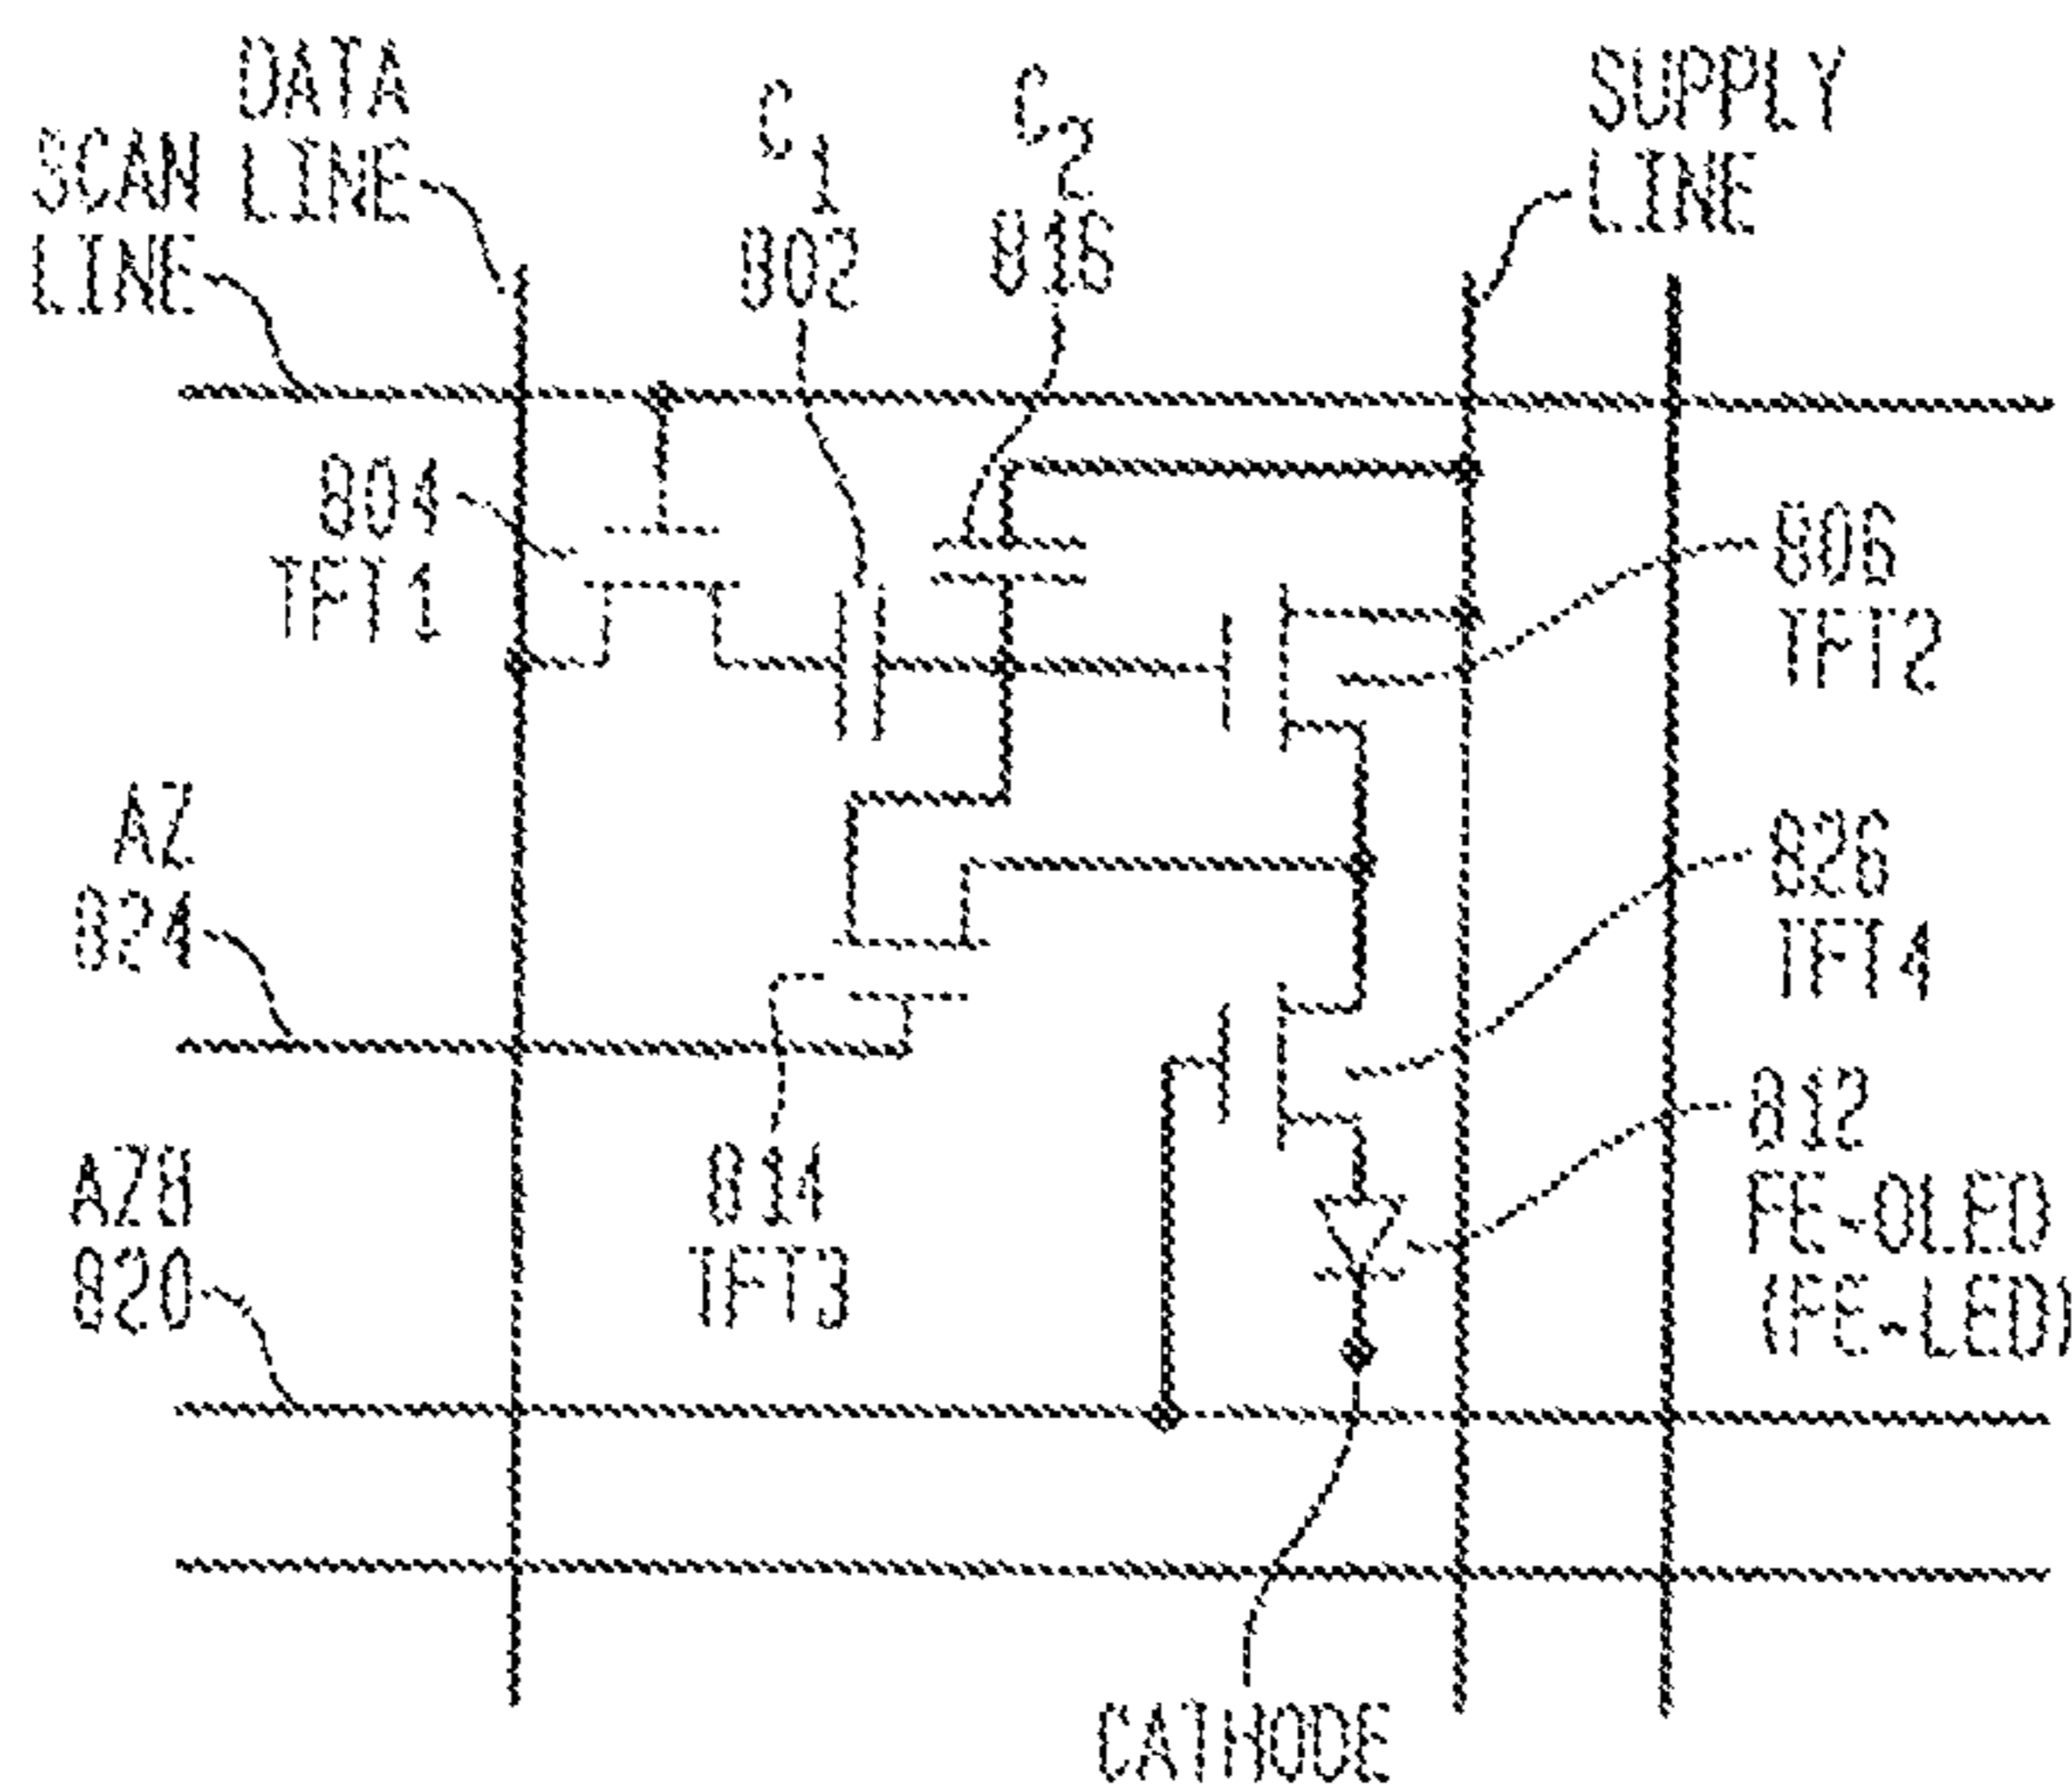 DATA
LINE
SCAN
LINE
C1
802
C2
816
SUPPLY
LINE
804
TFT1
806
TFT2
AZ
824
826
TFT4
814
TFT3
812
FE-OLED
(FE-LED)
AZB
820
CATHODE